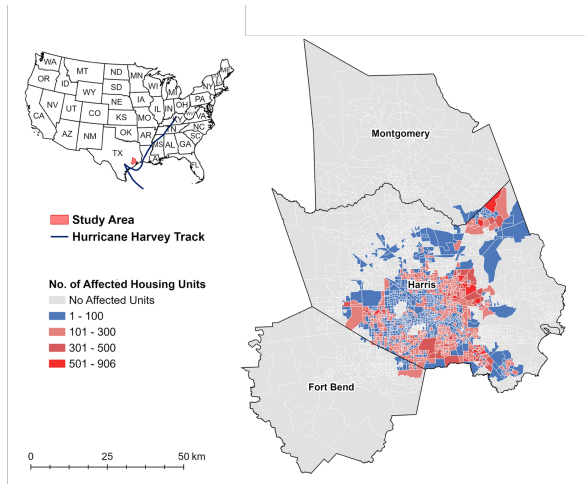 WA
MT
ND
MN
OR
ID
SD
WI
MI
WY
NY
IA
NE
PA
NV
UT
IL
IN
OH
CO
CA
KS
MO
KY
VA
OK
TN
NC
AZ
NM
AR
SC
MS
AL
GA
TX
LA
FL
Study Area
Hurricane Harvey Track
No. of Affected Housing Units
No Affected Units
1 - 100
101 - 300
301 - 500
501 - 906
0 25 50 km
Montgomery
Harris
Fort Bend